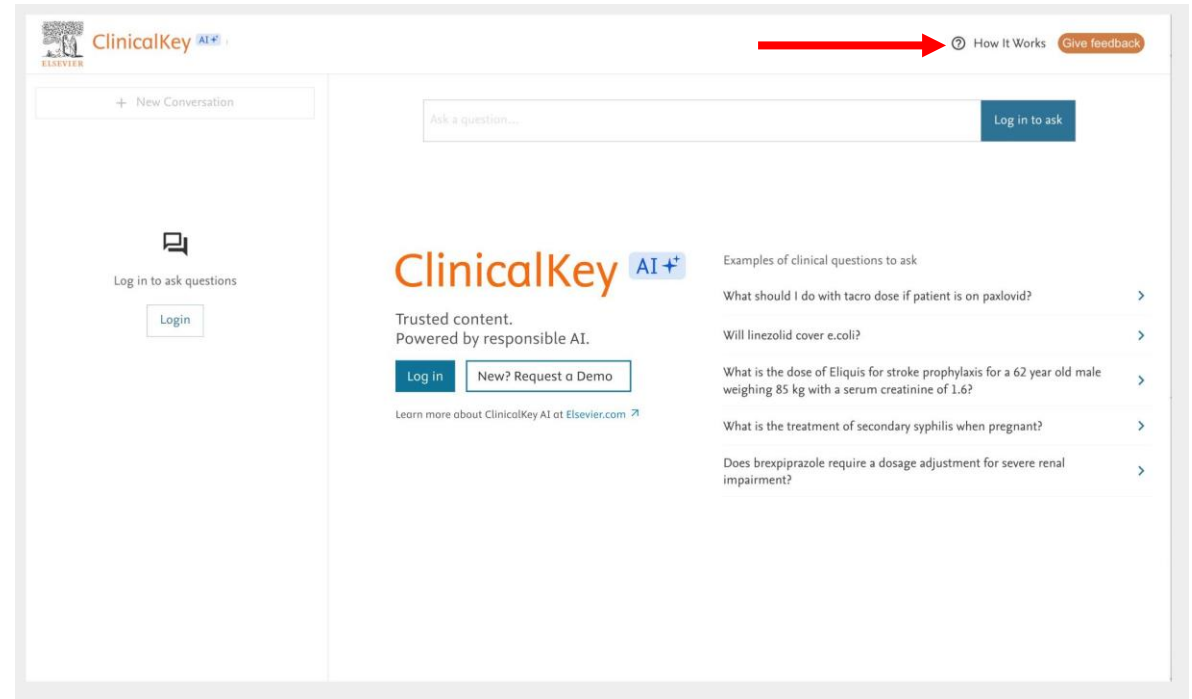 ClinicalKey AI
ELSEVIER
How It Works
Give feedback
+ New Conversation
Ask a question...
Log in to ask
Log in to ask questions
Login
ClinicalKey AI
Trusted content.
Powered by responsible AI.
Log in
New? Request a Demo
Learn more about ClinicalKey AI at Elsevier.com
Examples of clinical questions to ask
What should I do with tacro dose if patient is on paxlovid?
Will linezolid cover e.coli?
What is the dose of Eliquis for stroke prophylaxis for a 62 year old male
weighing 85 kg with a serum creatinine of 1.6?
What is the treatment of secondary syphilis when pregnant?
Does brexpiprazole require a dosage adjustment for severe renal
impairment?